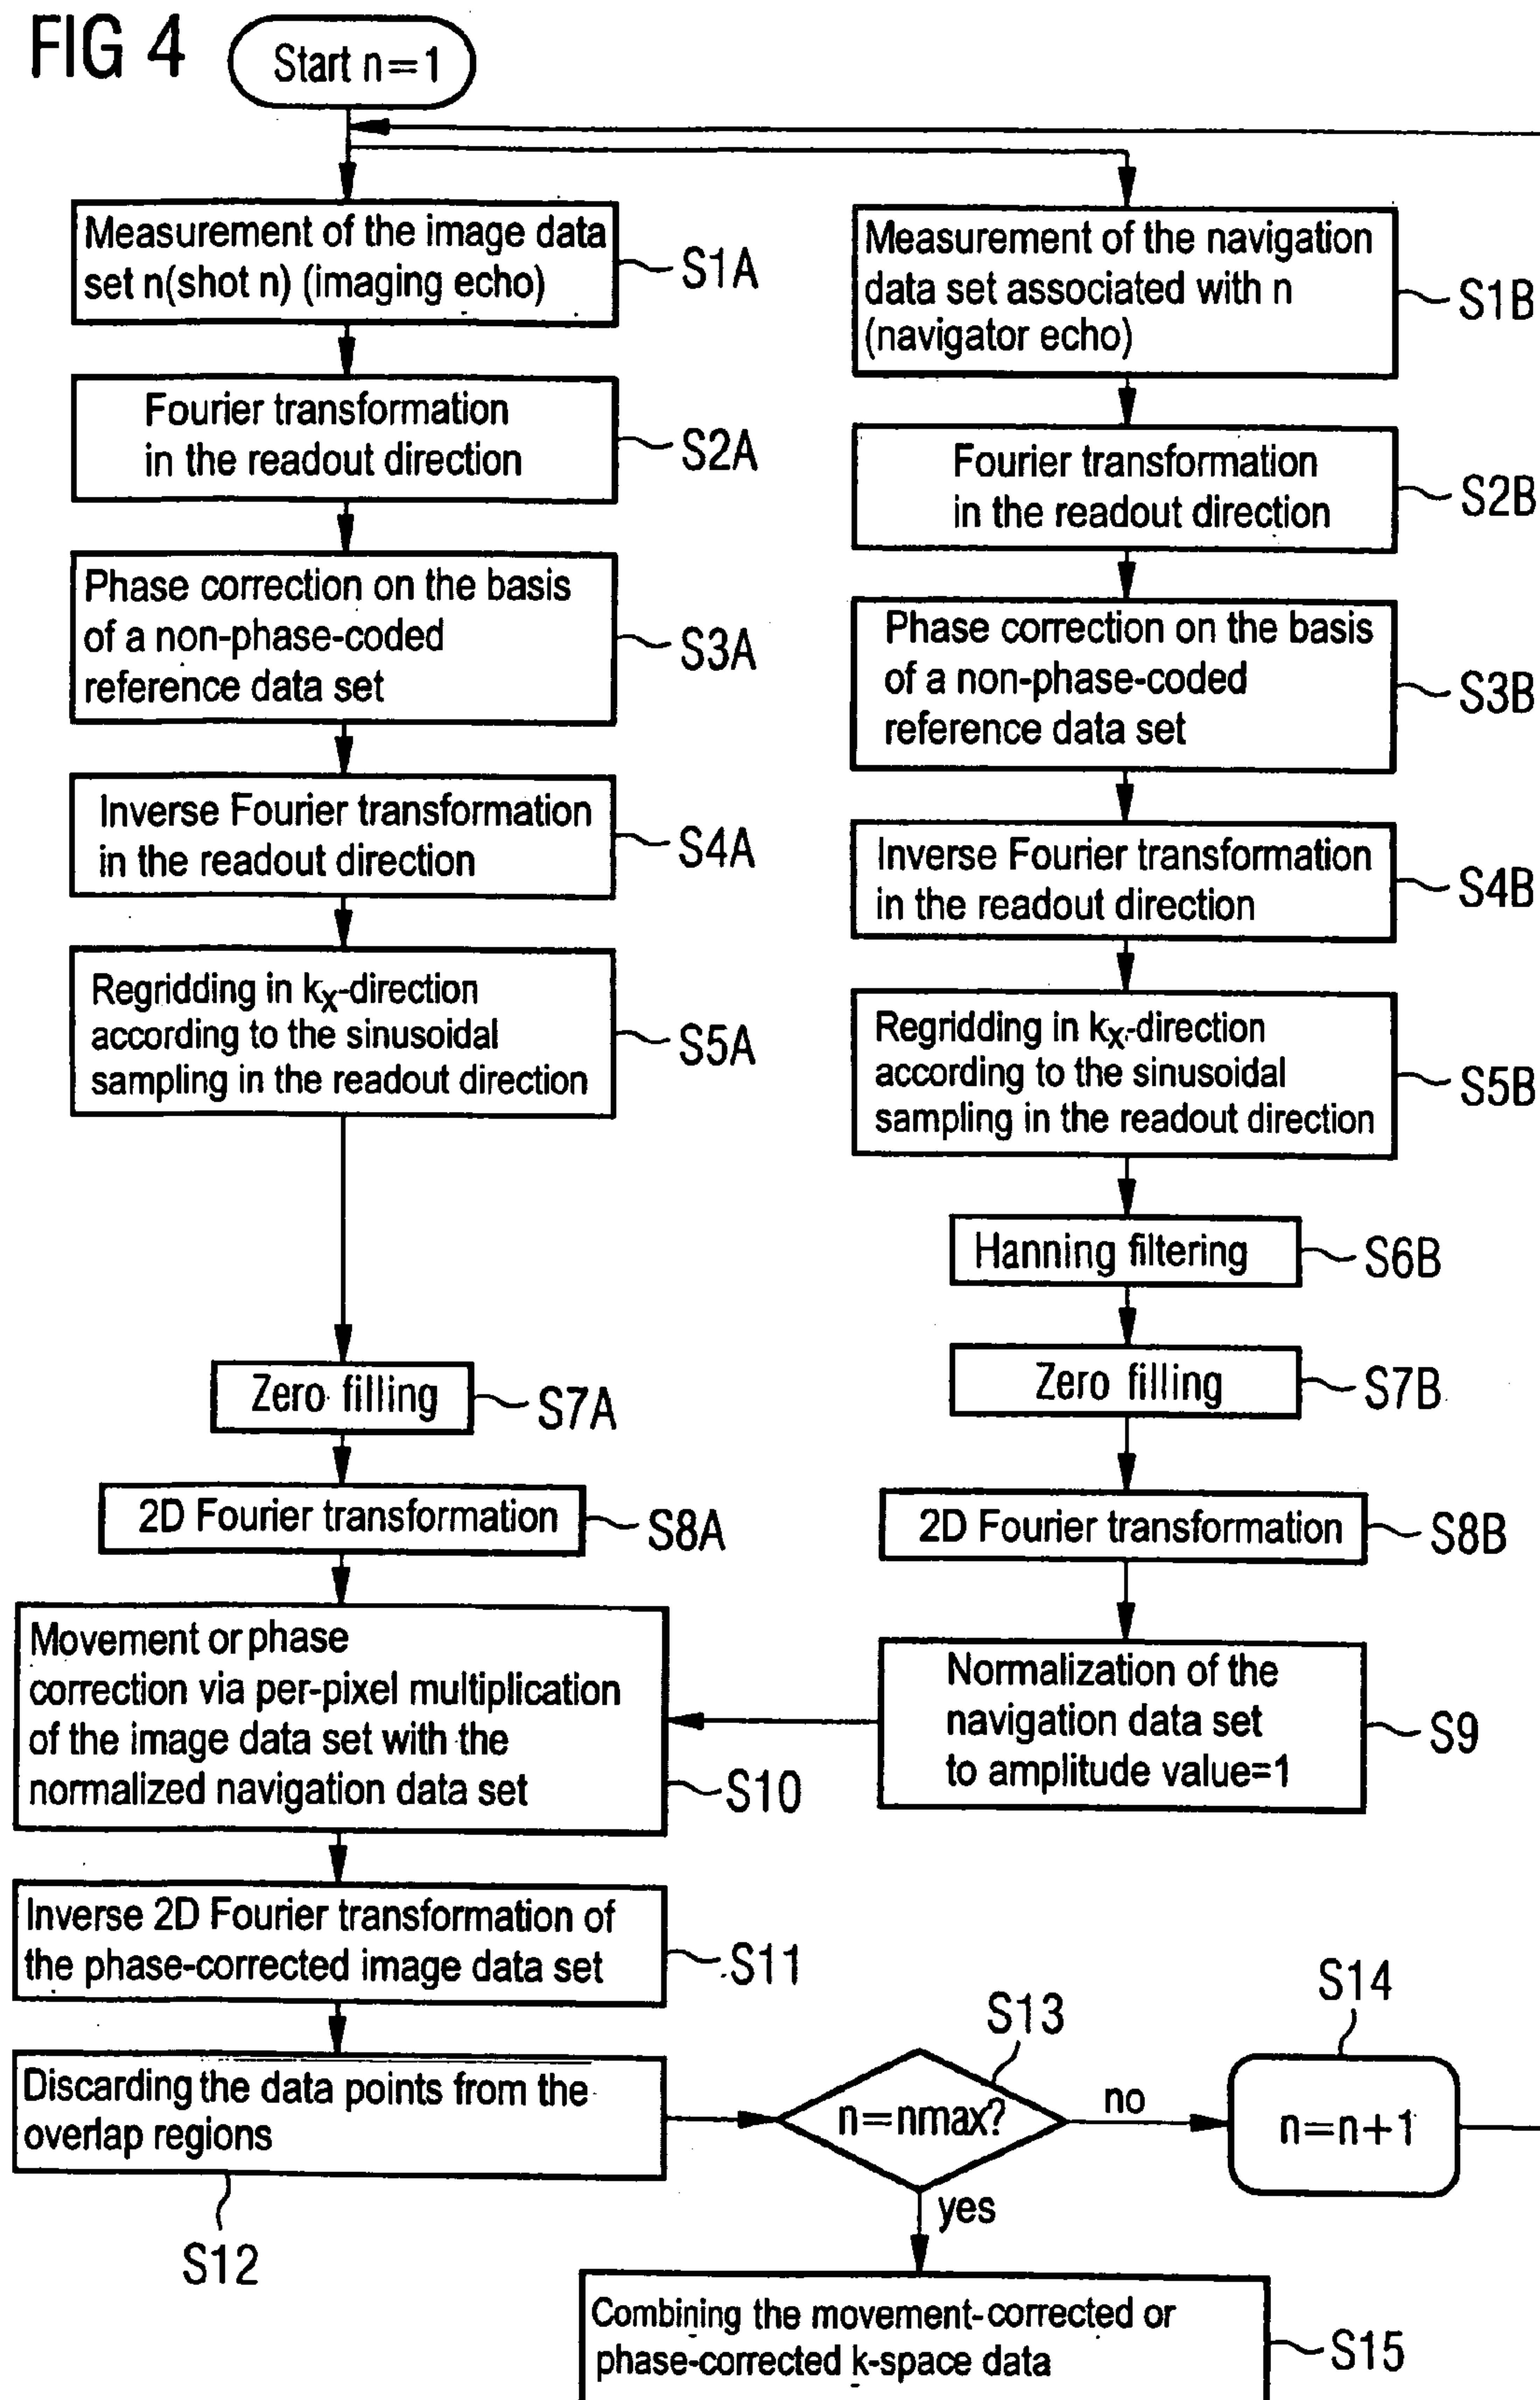 FIG 4
Start n=1
Measurement of the image data
set n(shot n) (imaging echo)
S1A
Fourier transformation
in the readout direction
S2A
Phase correction on the basis
of a non-phase-coded
reference data set
S3A
Inverse Fourier transformation
in the readout direction
S4A
Regridding in kx-direction
according to the sinusoidal
sampling in the readout direction
S5A
Zero filling
S7A
2D Fourier transformation
S8A
Measurement of the navigation
data set associated with n
(navigator echo)
S1B
Fourier transformation
in the readout direction
S2B
Phase correction on the basis
of a non-phase-coded
reference data set
S3B
Inverse Fourier transformation
in the readout direction
S4B
Regridding in kx-direction
according to the sinusoidal
sampling in the readout direction
S5B
Hanning filtering
S6B
Zero filling
S7B
2D Fourier transformation
S8B
Normalization of the
navigation data set
to amplitude value=1
S9
Movement or phase
correction via per-pixel multiplication
of the image data set with the
normalized navigation data set
S10
Inverse 2D Fourier transformation of
the phase-corrected image data set
S11
Discarding the data points from the
overlap regions
S12
n=nmax?
S13
no
n=n+1
S14
yes
Combining the movement-corrected or
phase-corrected k-space data
S15